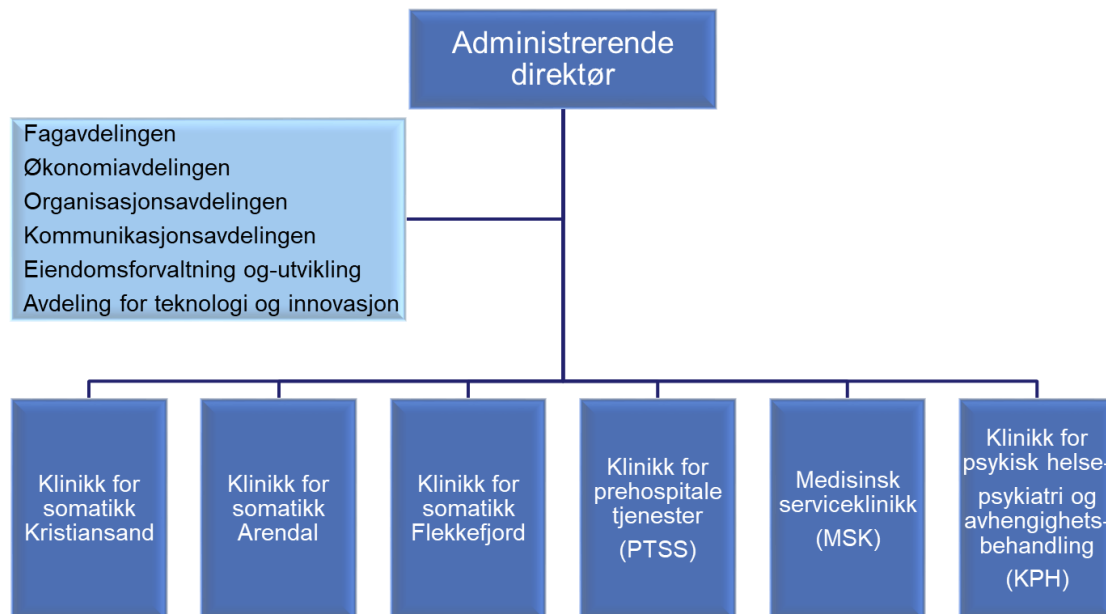 Administrerende
direktør
Fagavdelingen
Økonomiavdelingen
Organisasjonsavdelingen
Kommunikasjonsavdelingen
Eiendomsforvaltning og-utvikling
Avdeling for teknologi og innovasjon
Klinikk for
somatikk
Kristiansand
Klinikk for
somatikk
Arendal
Klinikk for
somatikk
Flekkefjord
Klinikk for
prehospitale
tjenester
(PTSS)
Medisinsk
serviceklinikk
(MSK)
Klinikk for
psykisk helse-
psykiatri og
avhengighets-
behandling
(KPH)